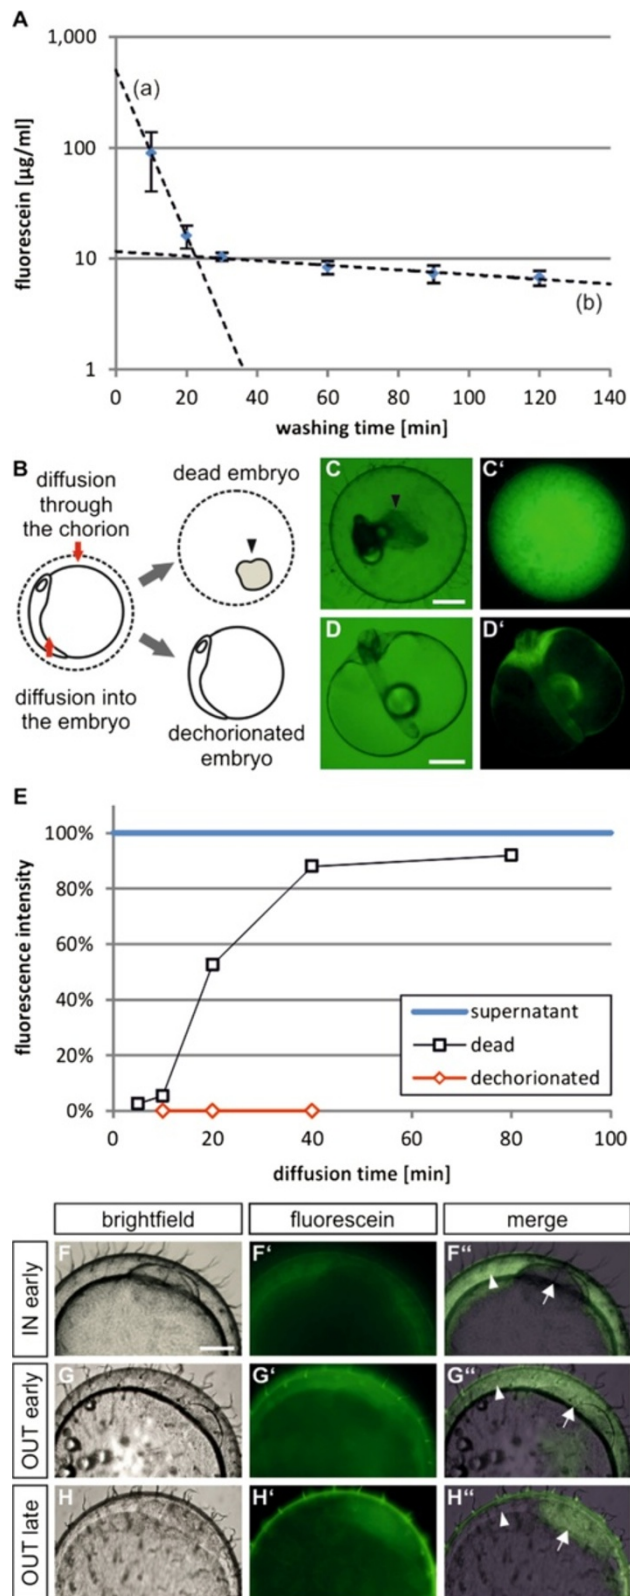 A
1,000
100
10
1
fluorescein [µg/ml]
(a)
(b)
0 20 40 60 80 100 120 140
washing time [min]
B
diffusion
through
the chorion
diffusion into
the embryo
dead embryo
dechorionated
embryo
C
C'
D
D'
E
100%
80%
60%
40%
20%
0%
fluorescence intensity
supernatant
dead
dechorionated
0 20 40 60 80 100
diffusion time [min]
brightfield fluorescein merge
IN early
F F' F"
OUT early
G G' G"
OUT late
H H' H"